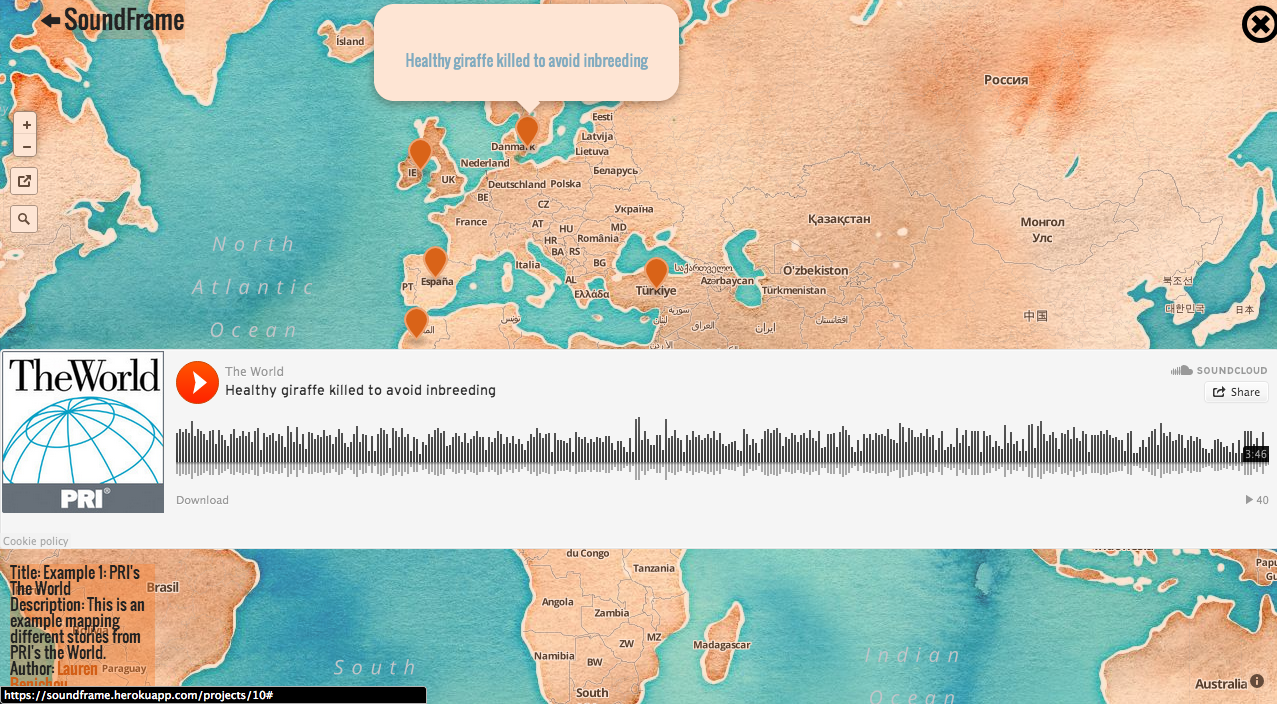 SoundFrame
Healthy giraffe killed to avoid inbreeding
Ísland
Россия
+
−
Eesti
Latvija
Lietuva
Danmark
Nederland
IE
UK
Беларусь
Deutschland
Polska
BE
CZ
Україна
France
AT
HU
MD
HR
România
BA
RS
Қазақстан
Монгол
Улс
North
Atlantic
Ocean
Italia
BG
საქართველო
O'zbekiston
PT
España
AL
Azərbaycan
Türkiye
Türkmenistan
Ελλάδα
북조선
대한민국
日本
中国
تونس
لبنان
سوريا
العراق
ایران
افغانستان
TheWorld
PRI®
The World
Healthy giraffe killed to avoid inbreeding
SOUNDCLOUD
Share
3:46
Download
40
Cookie policy
du Congo
Tanzania
Title: Example 1: PRI's
The World
Description: This is an
example mapping
different stories from
PRI's the World.
Author: Lauren
Benichou
Brasil
Paraguay
Angola
Zambia
ZW
MZ
Madagascar
Namibia
BW
South
South
Indian
Ocean
Australia
https://soundframe.herokuapp.com/projects/10#